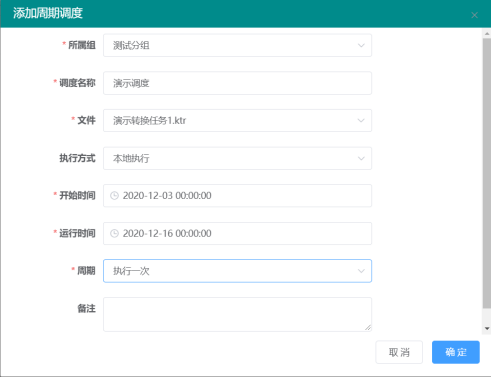 添加周期调度
* 所属组 测试分组
* 调度名称 演示调度
* 文件 演示转换任务1.ktr
执行方式 本地执行
* 开始时间 2020-12-03 00:00:00
* 运行时间 2020-12-16 00:00:00
* 周期 执行一次
备注
取消 确定